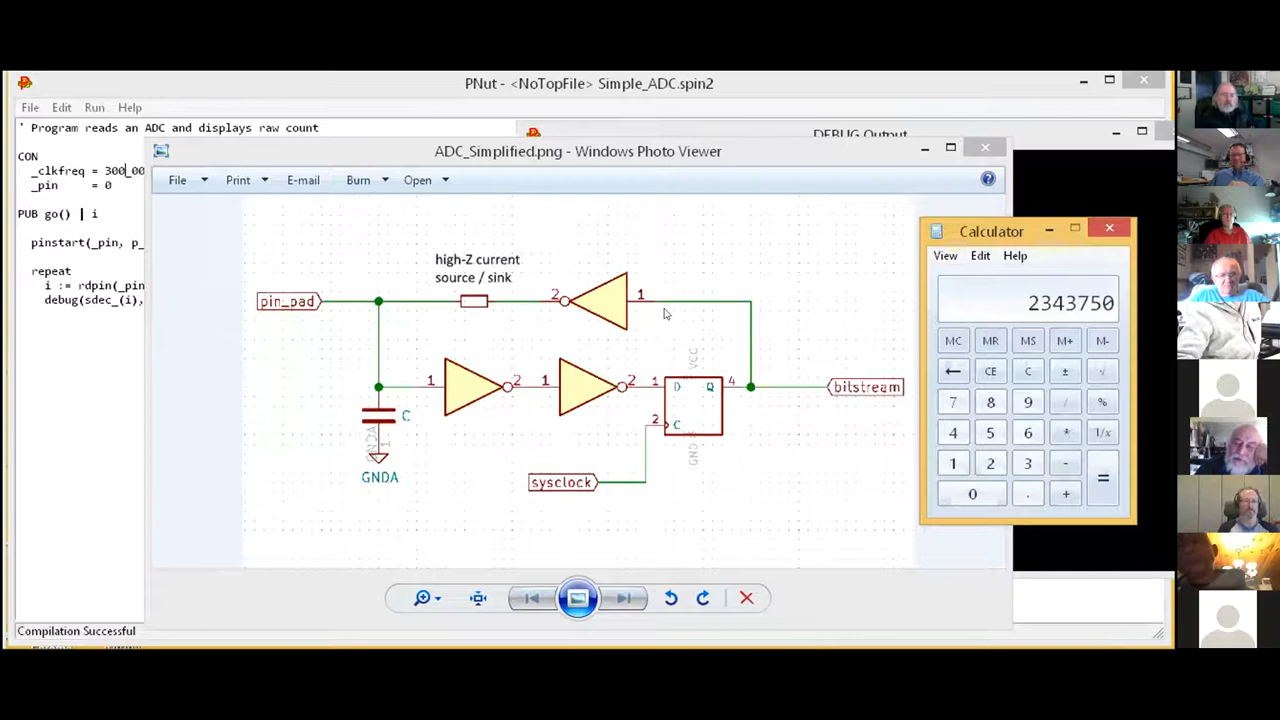 PNut - <NoTopFile> Simple_ADC.spin2
File Edit Run Help
' Program reads an ADC and displays raw count
CON
_clkfreq = 300_00
_pin = 0
PUB go() | i
pinstart(_pin, p_
repeat
i := rdpin(_pin
debug(sdec_(i),
Compilation Successful
DEBUG Output
ADC_Simplified.png - Windows Photo Viewer
File Print E-mail Burn Open
high-Z current
source / sink
pin_pad
2 1
VCC
1 2 1 2 1 D Q 4
bitstream
C
2 C
GNDA
1
GND
GNDA
sysclock
Calculator
View Edit Help
2343750
MC MR MS M+ M-
← CE C ± √
7 8 9 / %
4 5 6 * 1/x
1 2 3 - =
0 . +